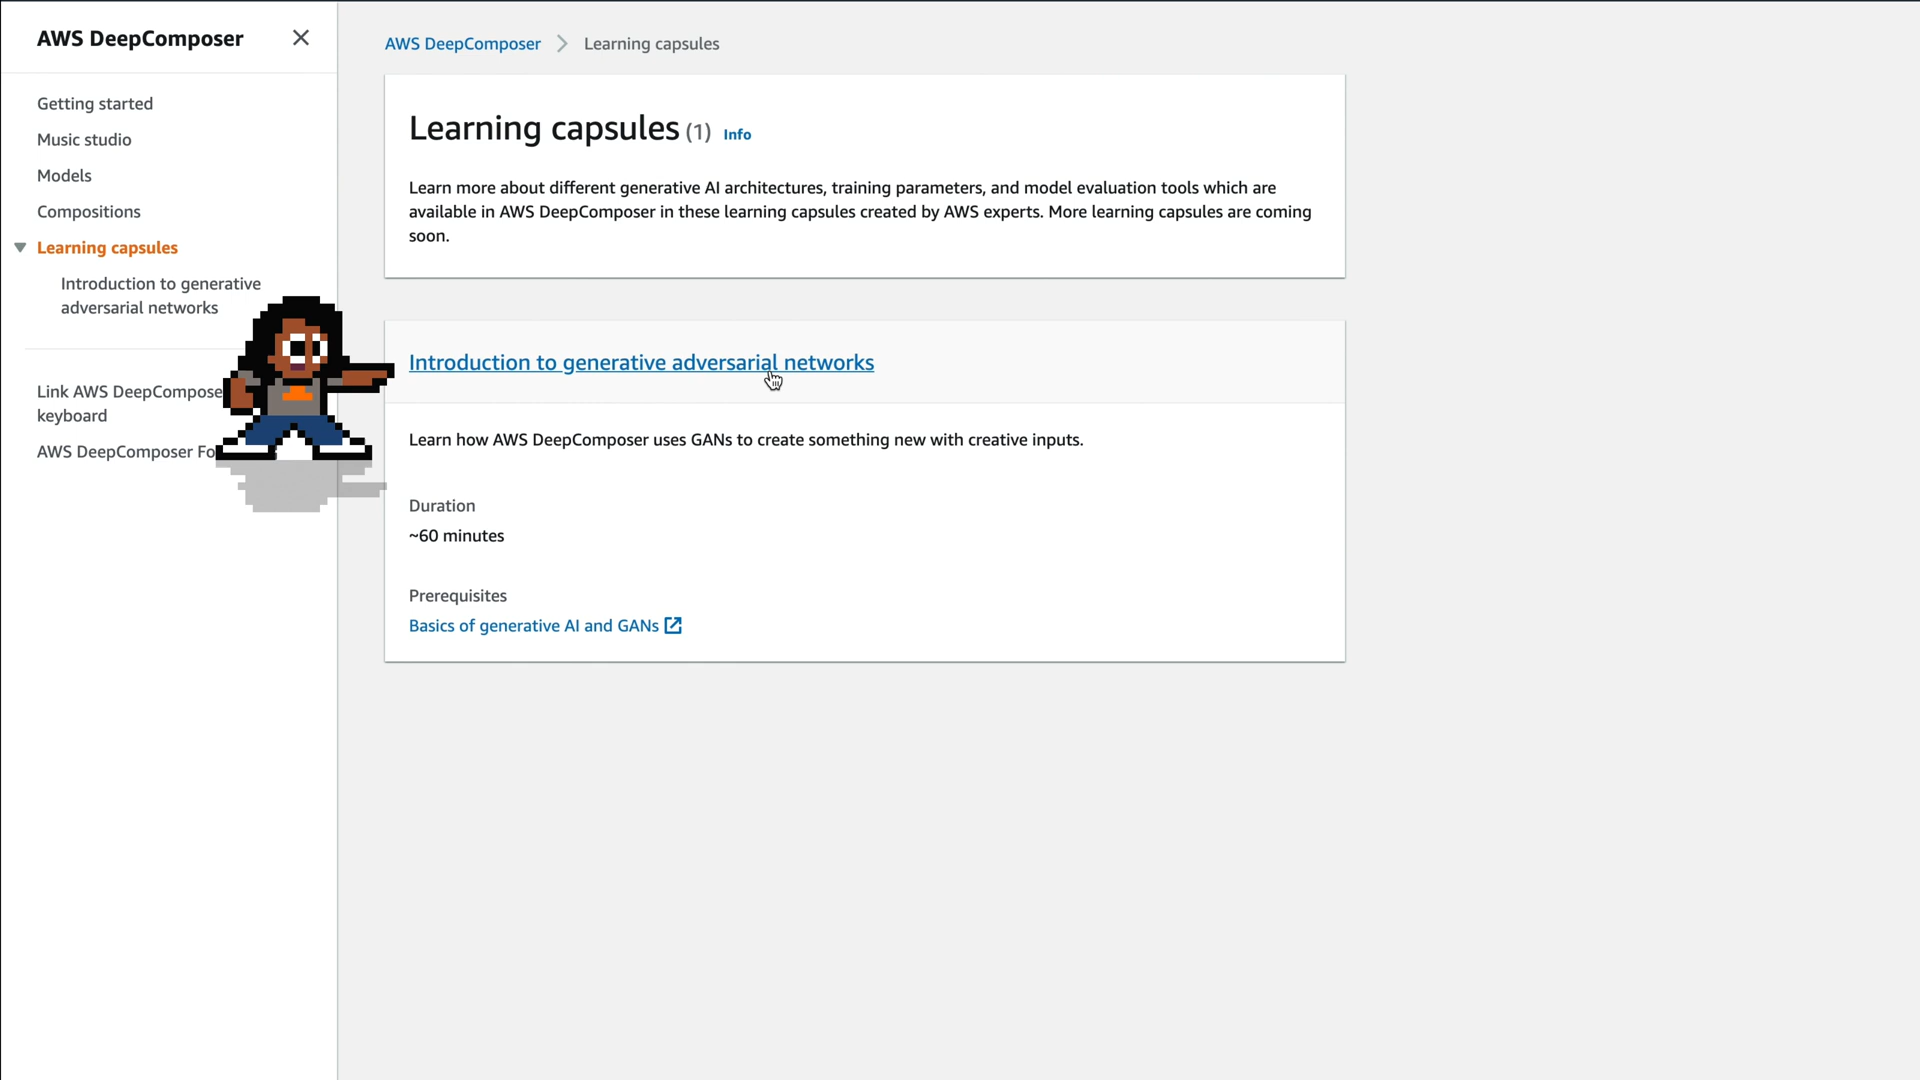 AWS DeepComposer
Getting started
Music studio
Models
Compositions
Learning capsules
Introduction to generative
adversarial networks
Link AWS DeepCompose
keyboard
AWS DeepComposer Fo
AWS DeepComposer
Learning capsules
Learning capsules (1) Info
Learn more about different generative AI architectures, training parameters, and model evaluation tools which are
available in AWS DeepComposer in these learning capsules created by AWS experts. More learning capsules are coming
soon.
Introduction to generative adversarial networks
Learn how AWS DeepComposer uses GANs to create something new with creative inputs.
Duration
~60 minutes
Prerequisites
Basics of generative AI and GANs